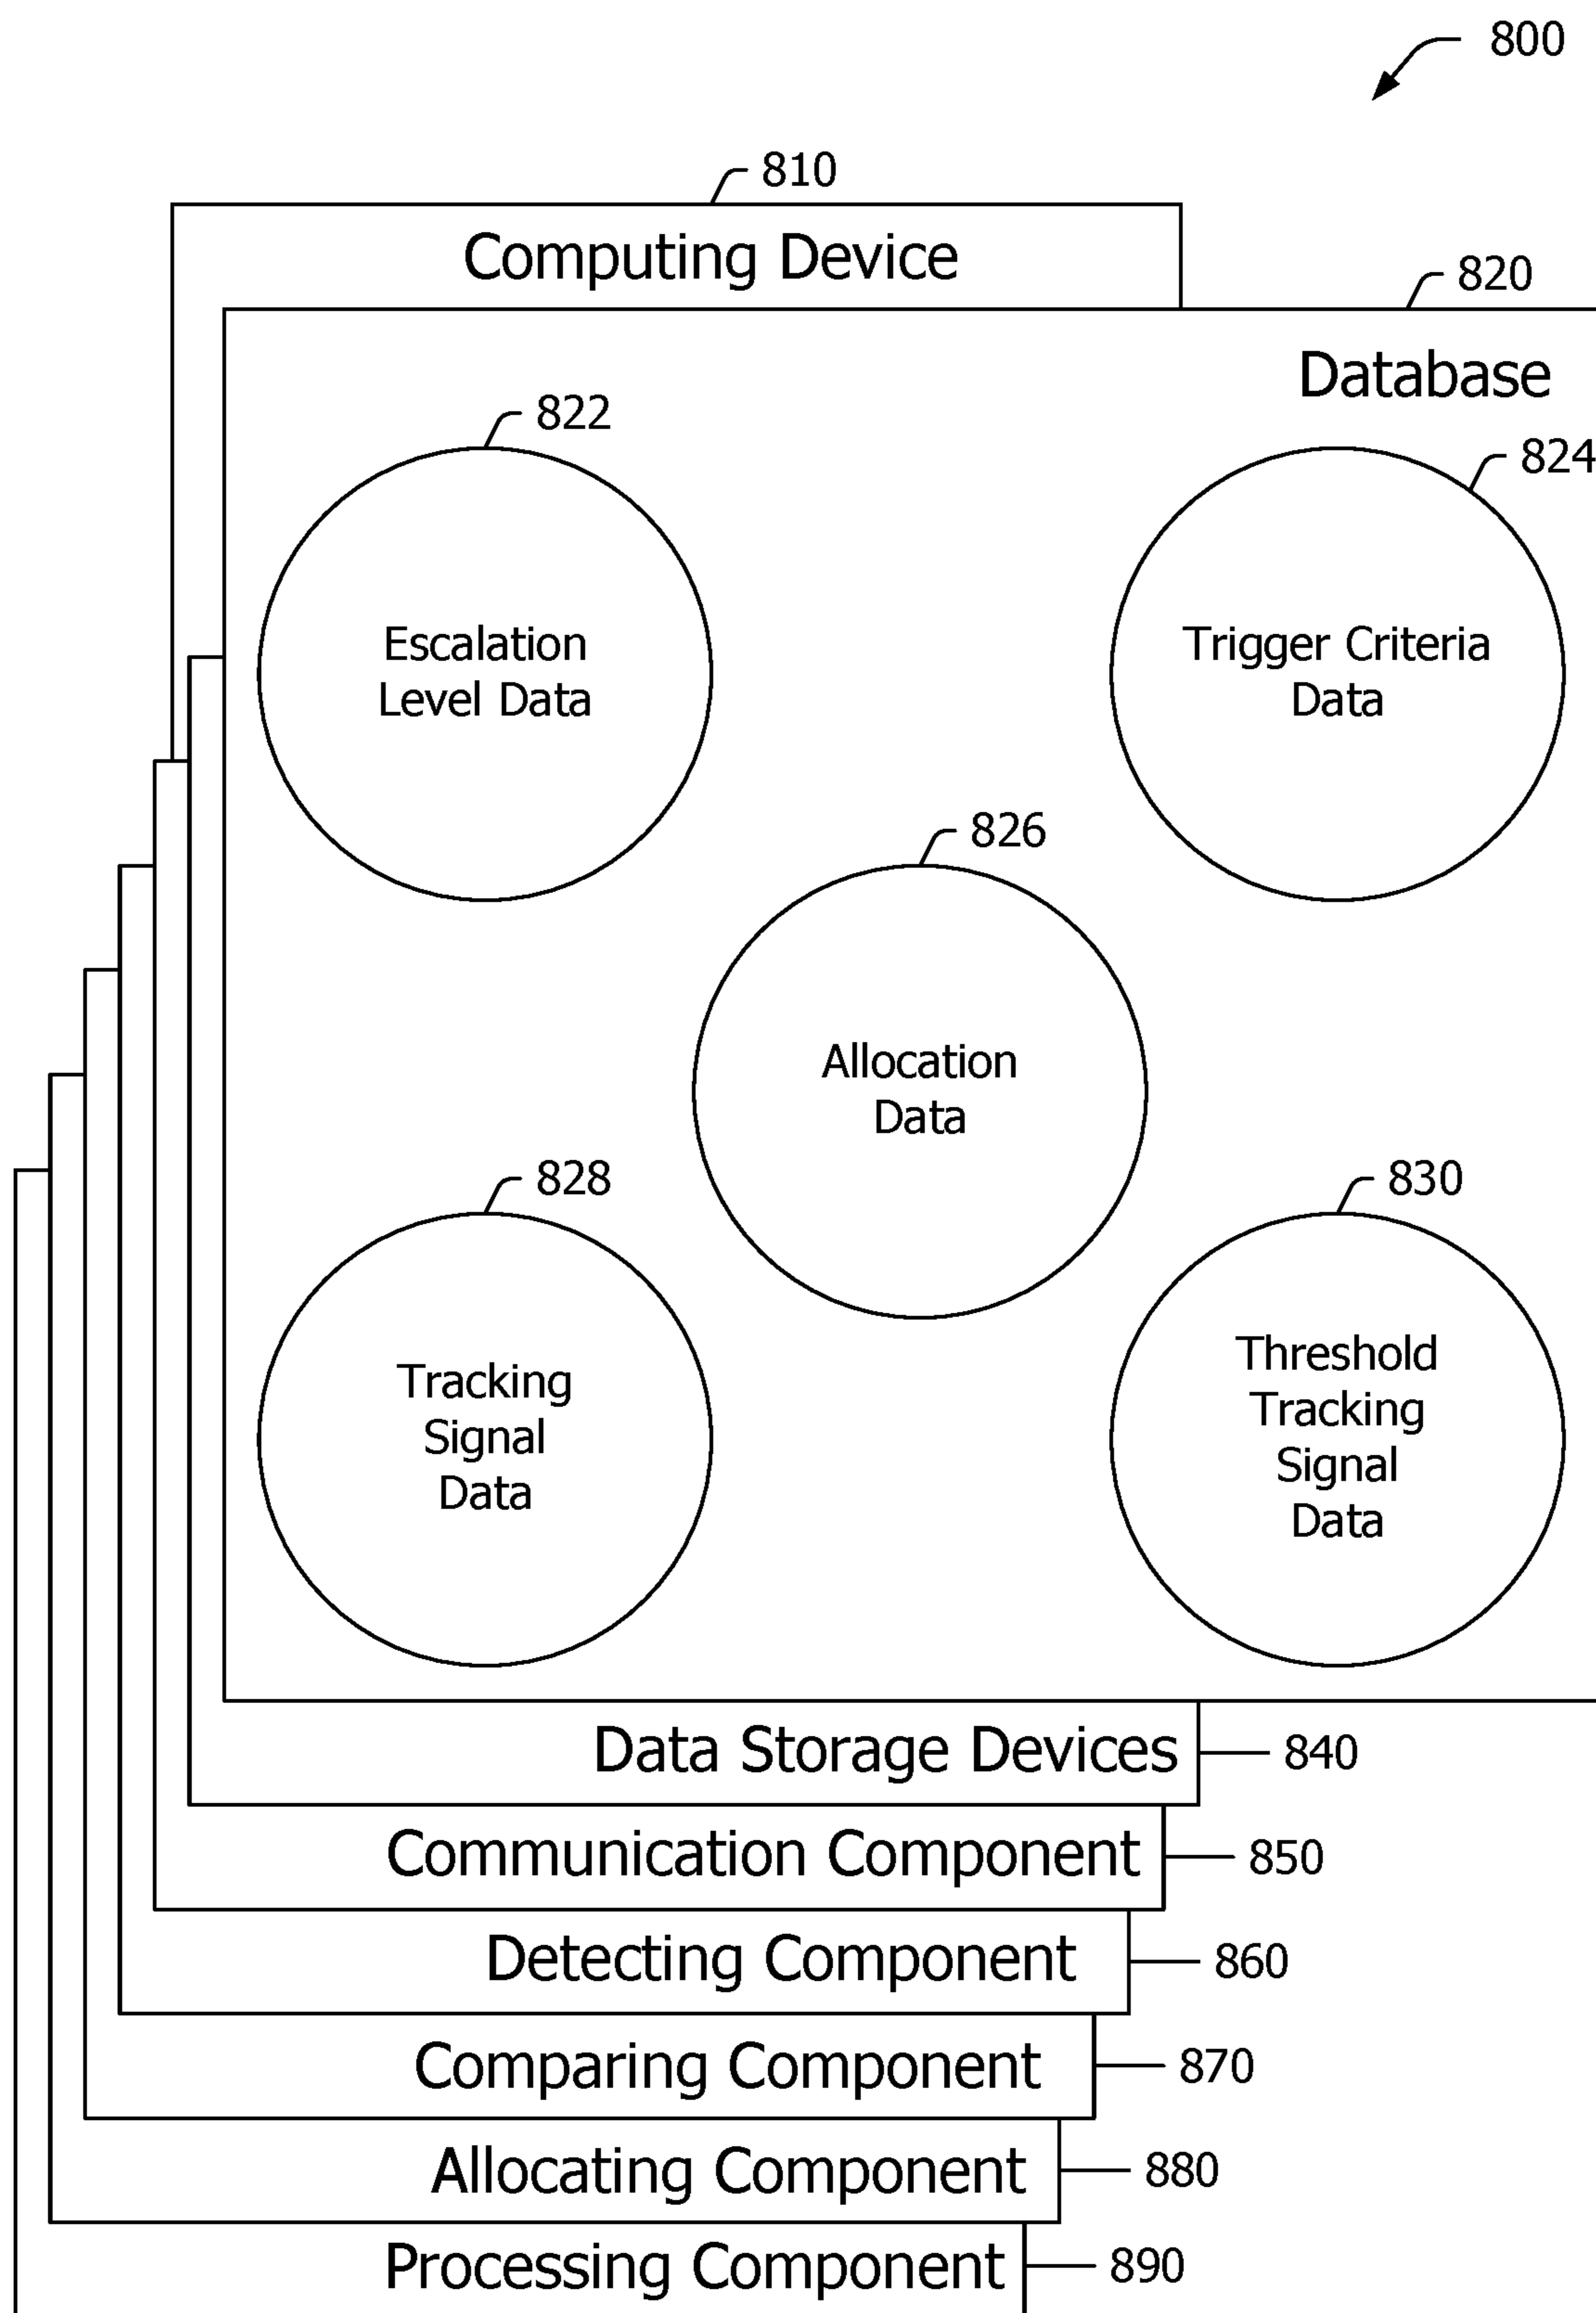 800
810
Computing Device
820
Database
822
824
Escalation
Level Data
Trigger Criteria
Data
826
Allocation
Data
828
830
Tracking
Signal
Data
Threshold
Tracking
Signal
Data
Data Storage Devices
840
Communication Component
850
Detecting Component
860
Comparing Component
870
Allocating Component
880
Processing Component
890